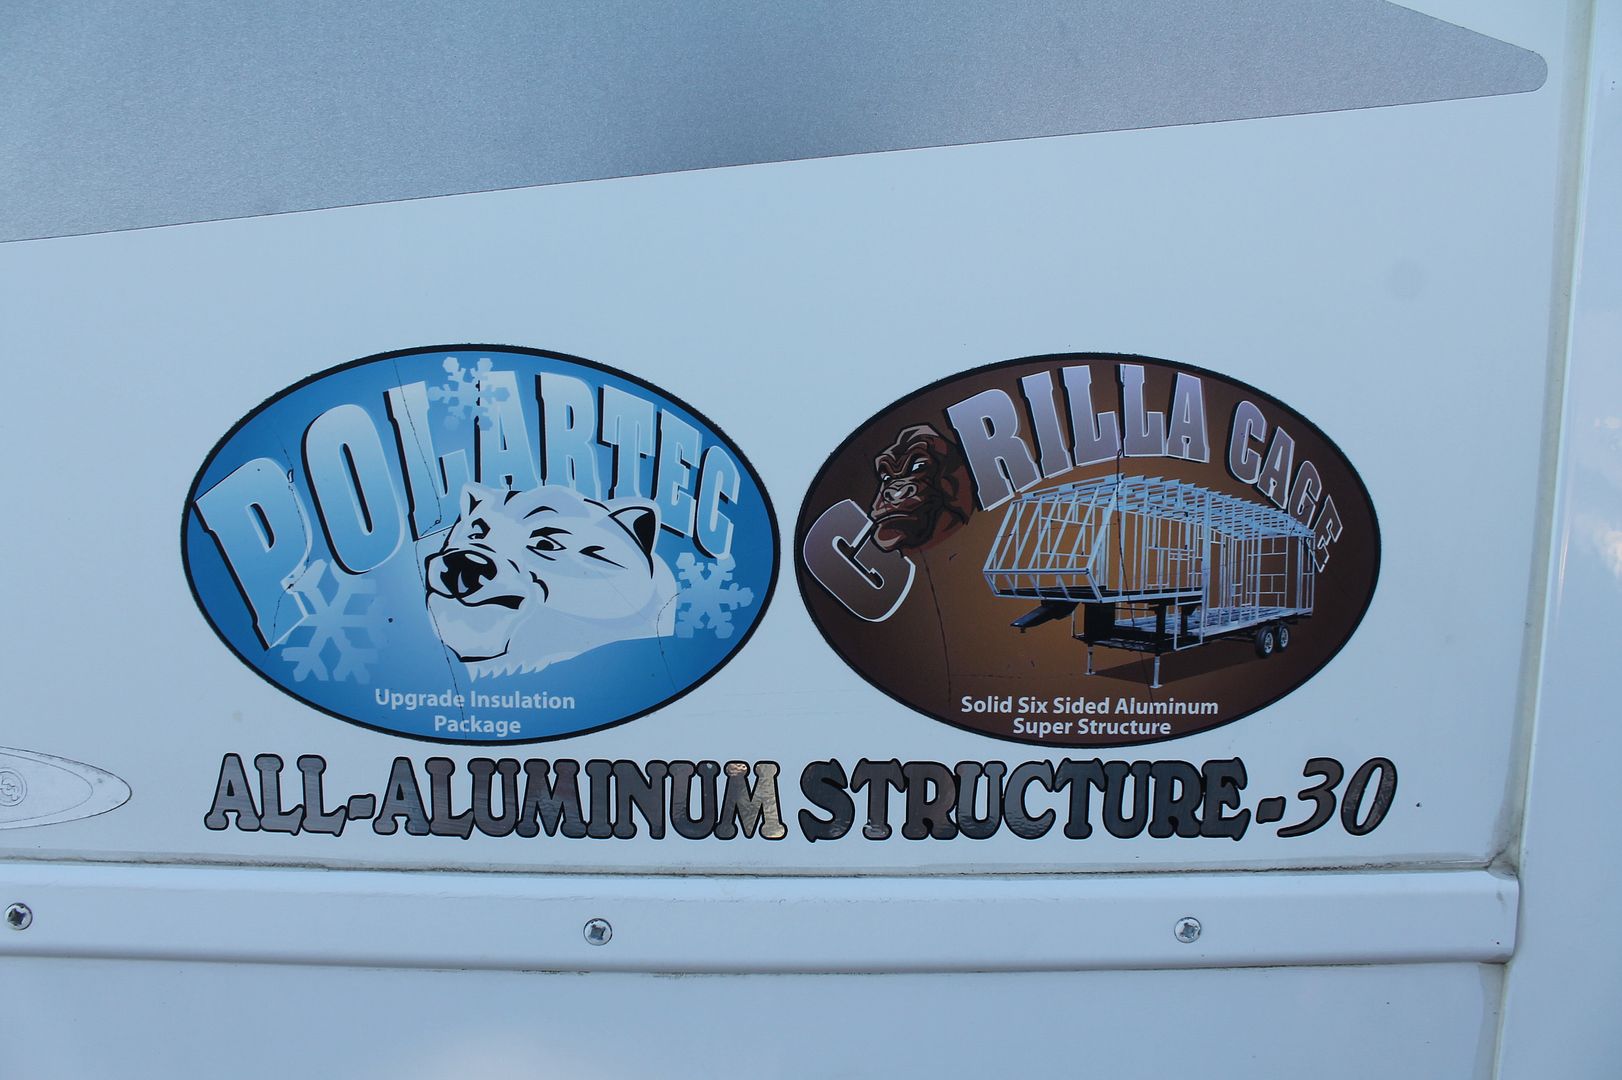 POLARTEC
Upgrade Insulation
Package
GORILLA CAGE
Solid Six Sided Aluminum
Super Structure
ALL-ALUMINUM STRUCTURE-30